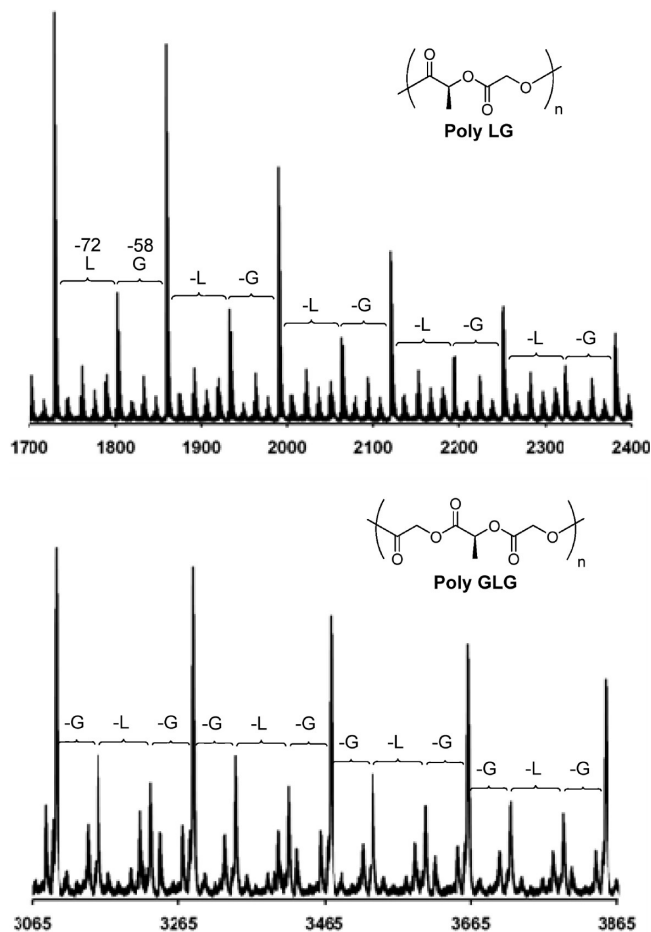 O
O
O
O
n
Poly LG
-72 -58
L G
-L -G
-L -G
-L -G
-L -G
1700 1800 1900 2000 2100 2200 2300 2400
O
O
O
O
O
O
n
Poly GLG
-G -L -G -G -L -G
-G -L -G
-G -L -G
3065 3265 3465 3665 3865